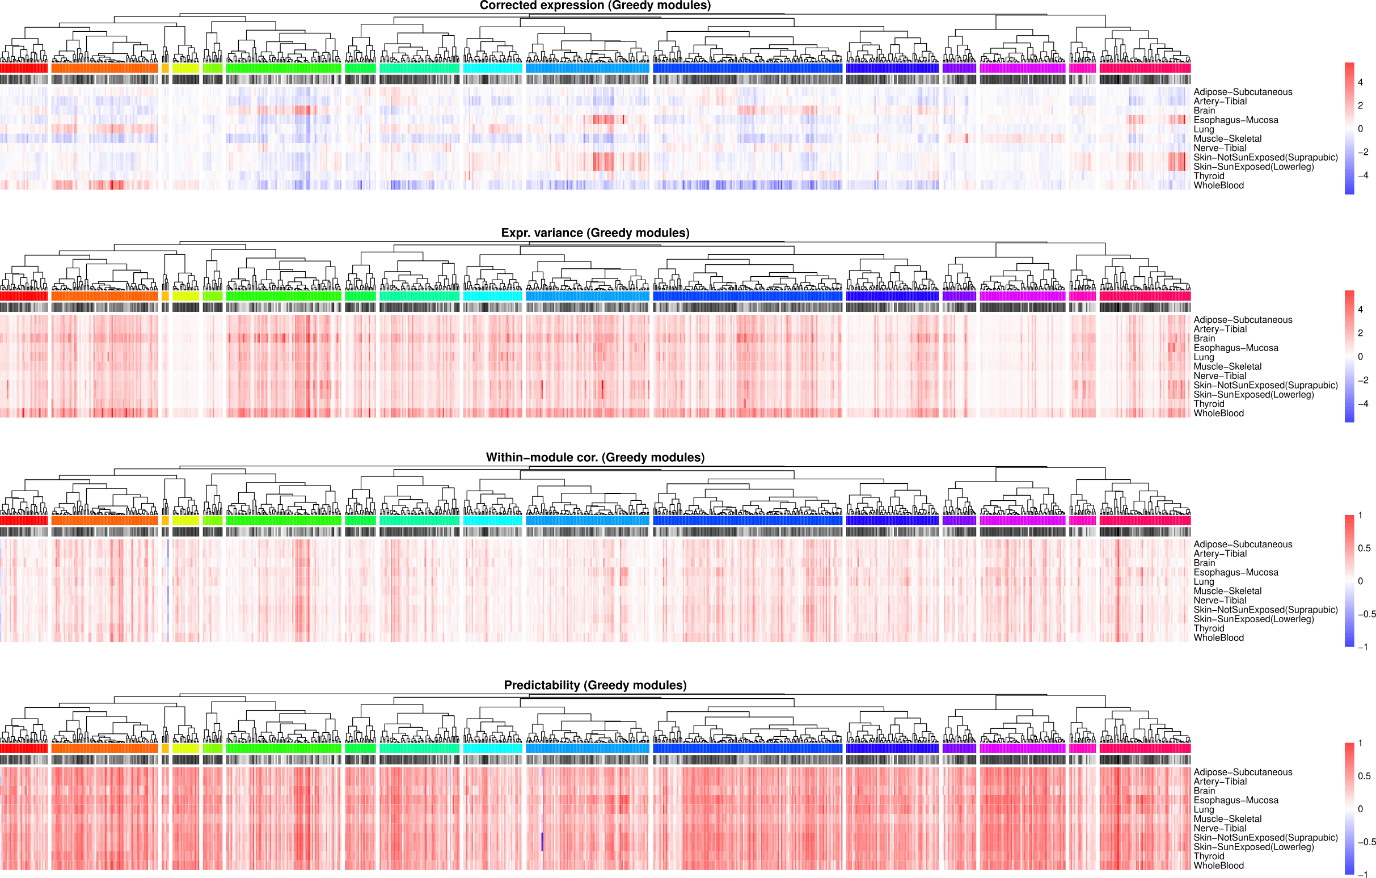 Corrected expression (Greedy modules)
Adipose−Subcutaneous
Artery−Tibial
Brain
Esophagus−Mucosa
Lung
Muscle−Skeletal
Nerve−Tibial
Skin−NotSunExposed(Suprapubic)
Skin−SunExposed(Lowerleg)
Thyroid
WholeBlood
4
2
0
−2
−4
Expr. variance (Greedy modules)
Adipose−Subcutaneous
Artery−Tibial
Brain
Esophagus−Mucosa
Lung
Muscle−Skeletal
Nerve−Tibial
Skin−NotSunExposed(Suprapubic)
Skin−SunExposed(Lowerleg)
Thyroid
WholeBlood
4
2
0
−2
−4
Within−module cor. (Greedy modules)
Adipose−Subcutaneous
Artery−Tibial
Brain
Esophagus−Mucosa
Lung
Muscle−Skeletal
Nerve−Tibial
Skin−NotSunExposed(Suprapubic)
Skin−SunExposed(Lowerleg)
Thyroid
WholeBlood
1
0.5
0
−0.5
−1
Predictability (Greedy modules)
Adipose−Subcutaneous
Artery−Tibial
Brain
Esophagus−Mucosa
Lung
Muscle−Skeletal
Nerve−Tibial
Skin−NotSunExposed(Suprapubic)
Skin−SunExposed(Lowerleg)
Thyroid
WholeBlood
1
0.5
0
−0.5
−1